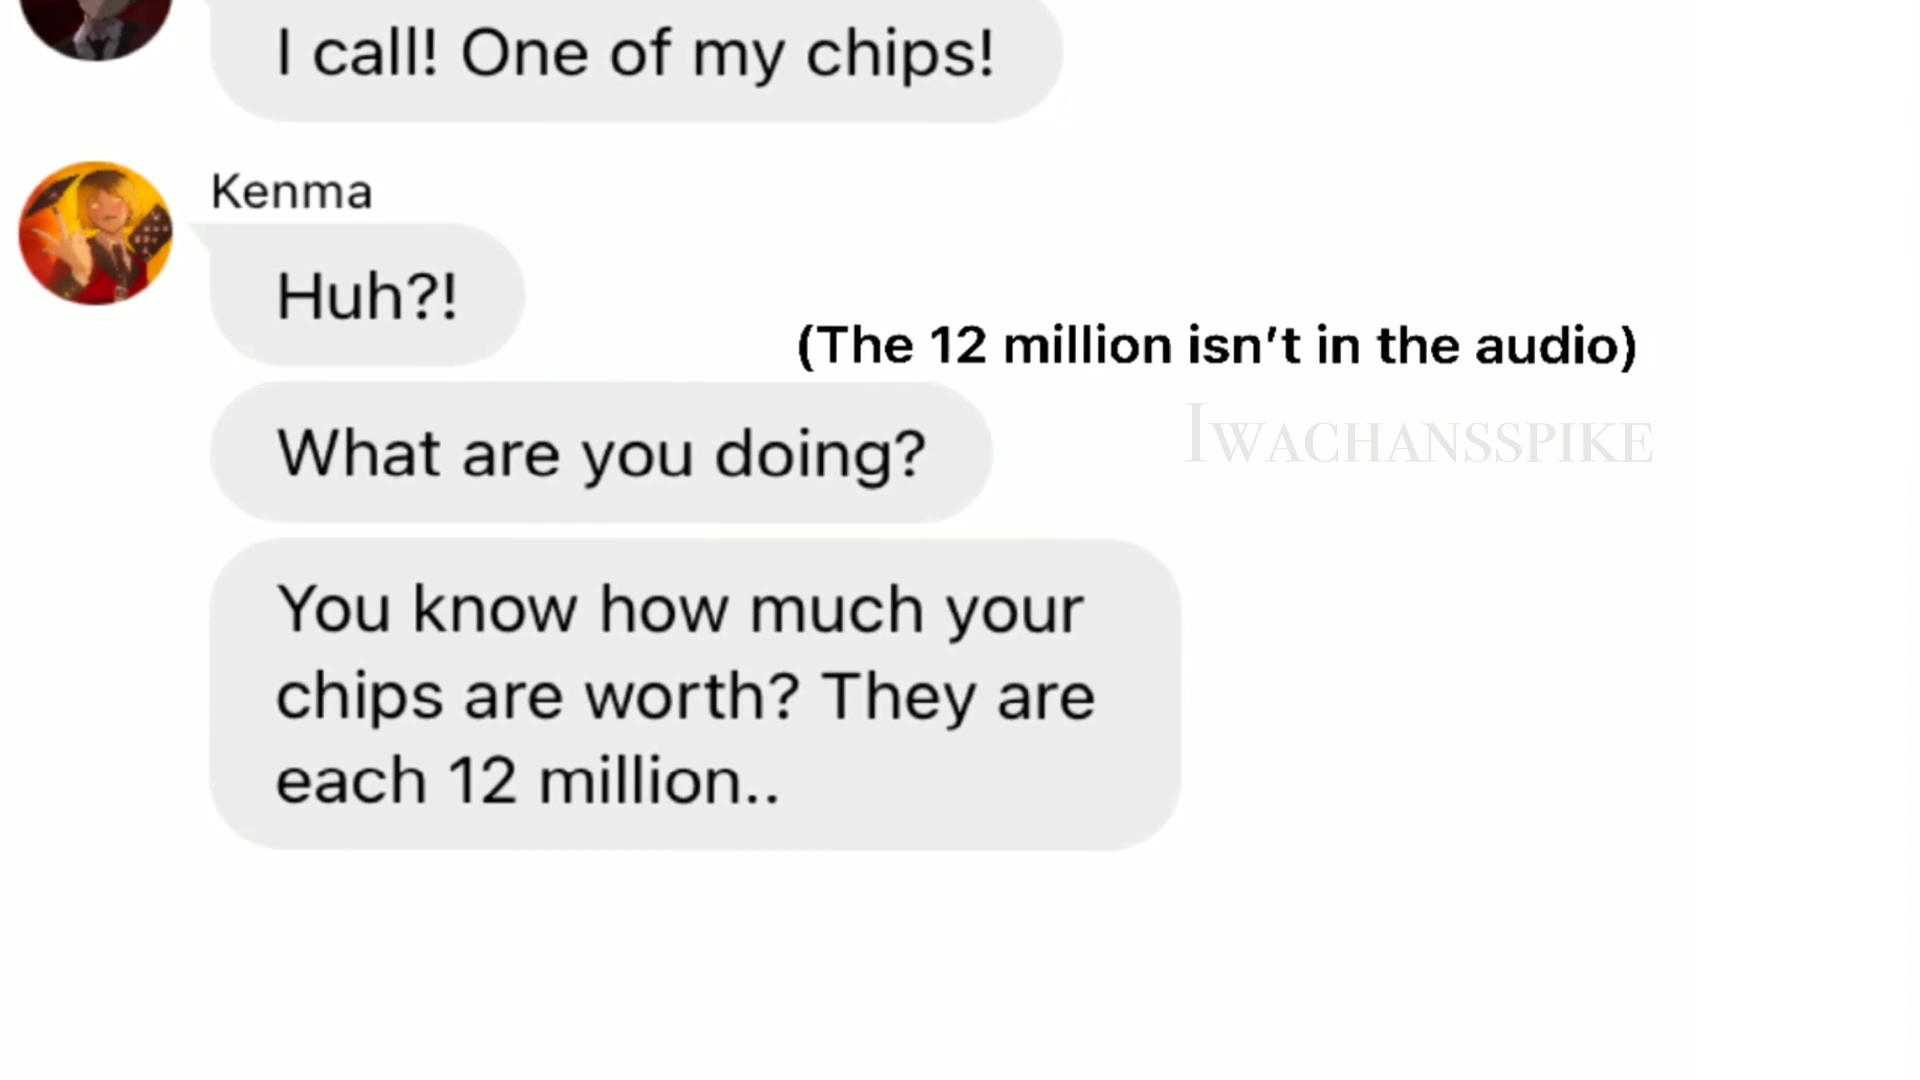 I call! One of my chips!
Kenma
Huh?!
(The 12 million isn't in the audio)
IWACHANSSPIKE
What are you doing?
You know how much your
chips are worth? They are
each 12 million..